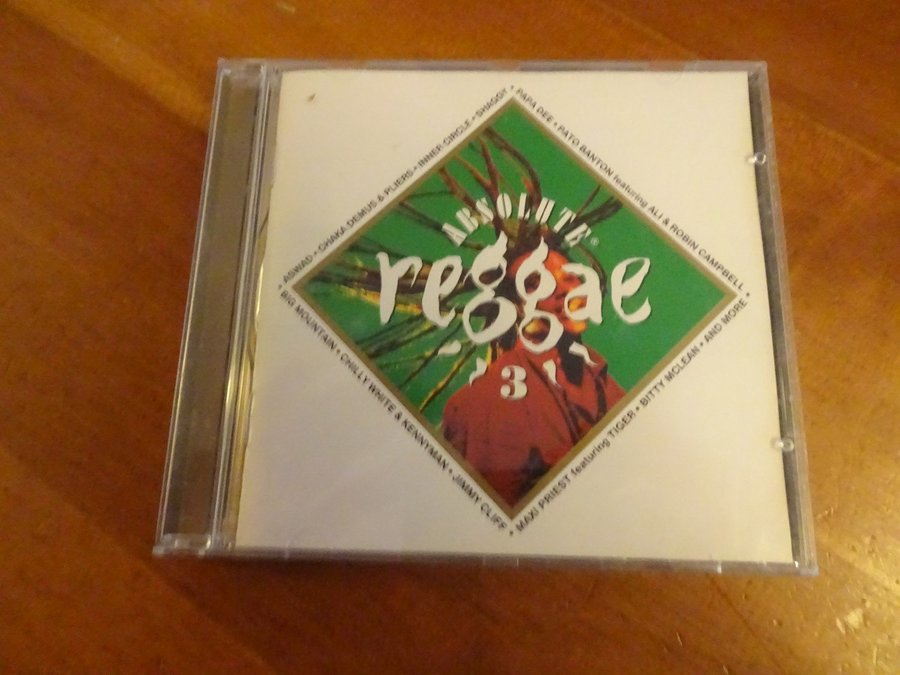 • ASWAD • CHAKA DEMUS & PLIERS • INNER CIRCLE • SHAGGY •
PAPA DEE • PATO BANTON featuring ALI & ROBIN CAMPBELL •
ABSOLUTE®
reggae
3
• BIG MOUNTAIN • CHILLY WHITE & KENNYMAN • JIMMY CLIFF •
MAXI PRIEST featuring TIGER • BITTY MCLEAN • AND MORE •